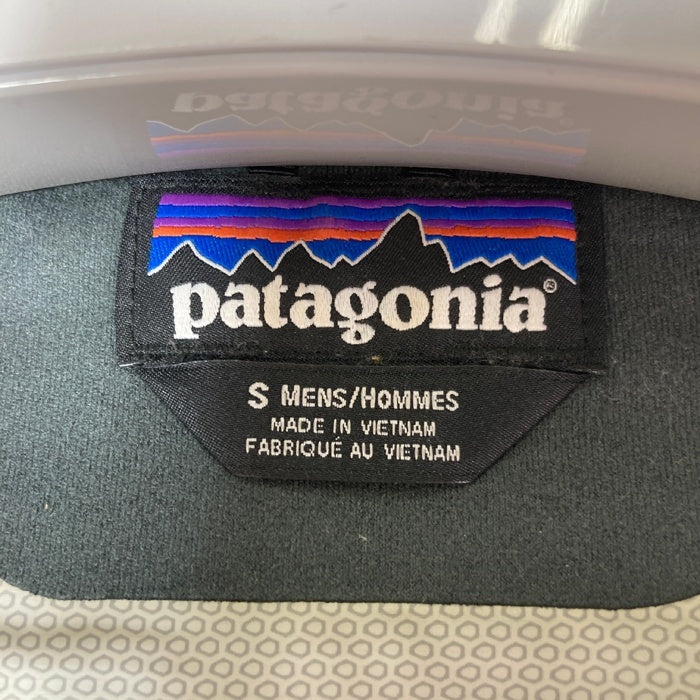 patagonia®
S MENS/HOMMES
MADE IN VIETNAM
FABRIQUÉ AU VIETNAM